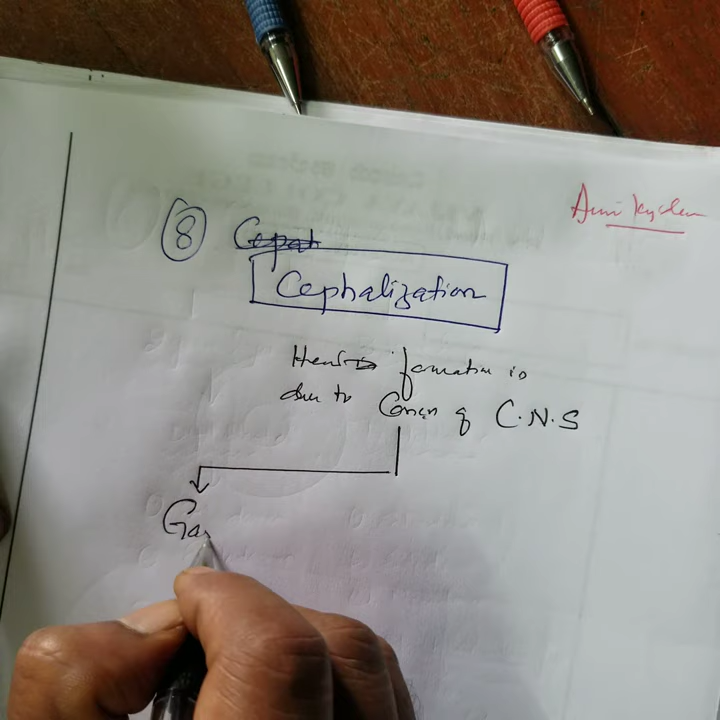 8 Cepat
Cephalization
Head formation is
due to Concn of C.N.S
Ga